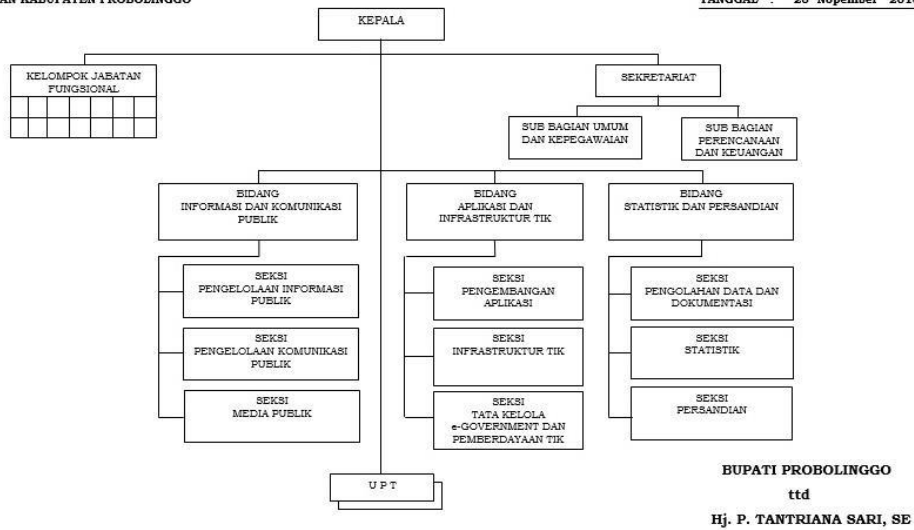 KABUPATEN PROBOLINGGO
TANGGAL :
KEPALA
KELOMPOK JABATAN
FUNGSIONAL
SEKRETARIAT
SUB BAGIAN UMUM
DAN KEPEGAWAIAN
SUB BAGIAN
PERENCANAAN
DAN KEUANGAN
BIDANG
INFORMASI DAN KOMUNIKASI
PUBLIK
BIDANG
APLIKASI DAN
INFRASTRUKTUR TIK
BIDANG
STATISTIK DAN PERSANDIAN
SEKSI
PENGELOLAAN INFORMASI
PUBLIK
SEKSI
PENGEMBANGAN
APLIKASI
SEKSI
PENGOLAHAN DATA DAN
DOKUMENTASI
SEKSI
PENGELOLAAN KOMUNIKASI
PUBLIK
SEKSI
INFRASTRUKTUR TIK
SEKSI
STATISTIK
SEKSI
MEDIA PUBLIK
SEKSI
TATA KELOLA
e-GOVERNMENT DAN
PEMBERDAYAAN TIK
SEKSI
PERSANDIAN
U P T
BUPATI PROBOLINGGO
ttd
Hj. P. TANTRIANA SARI, SE